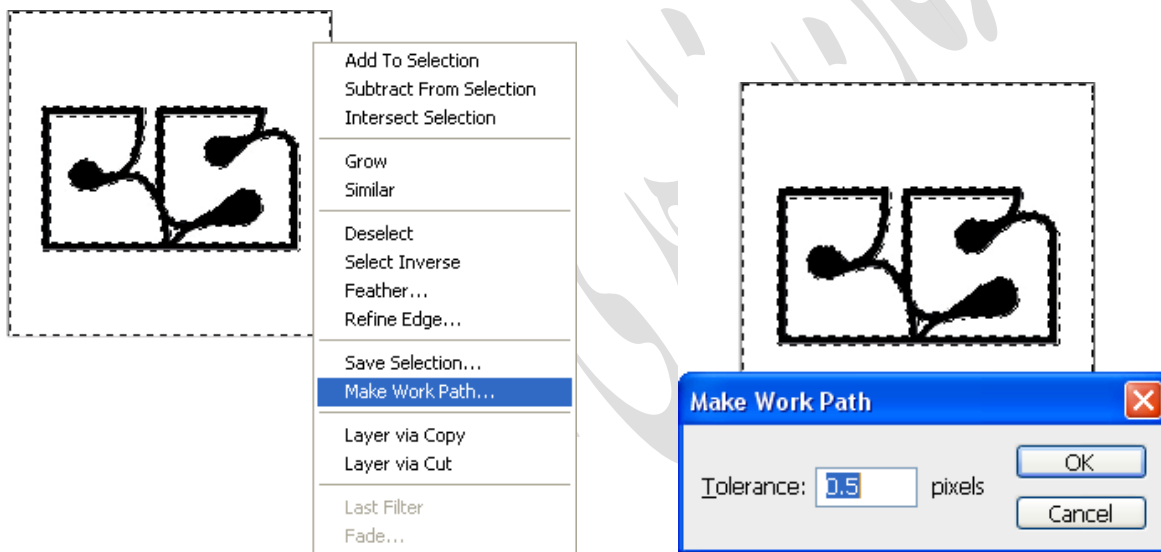 Add To Selection
Subtract From Selection
Intersect Selection
Grow
Similar
Deselect
Select Inverse
Feather...
Refine Edge...
Save Selection...
Make Work Path...
Layer via Copy
Layer via Cut
Last Filter
Fade...
Make Work Path
Tolerance: 0.5 pixels
OK
Cancel